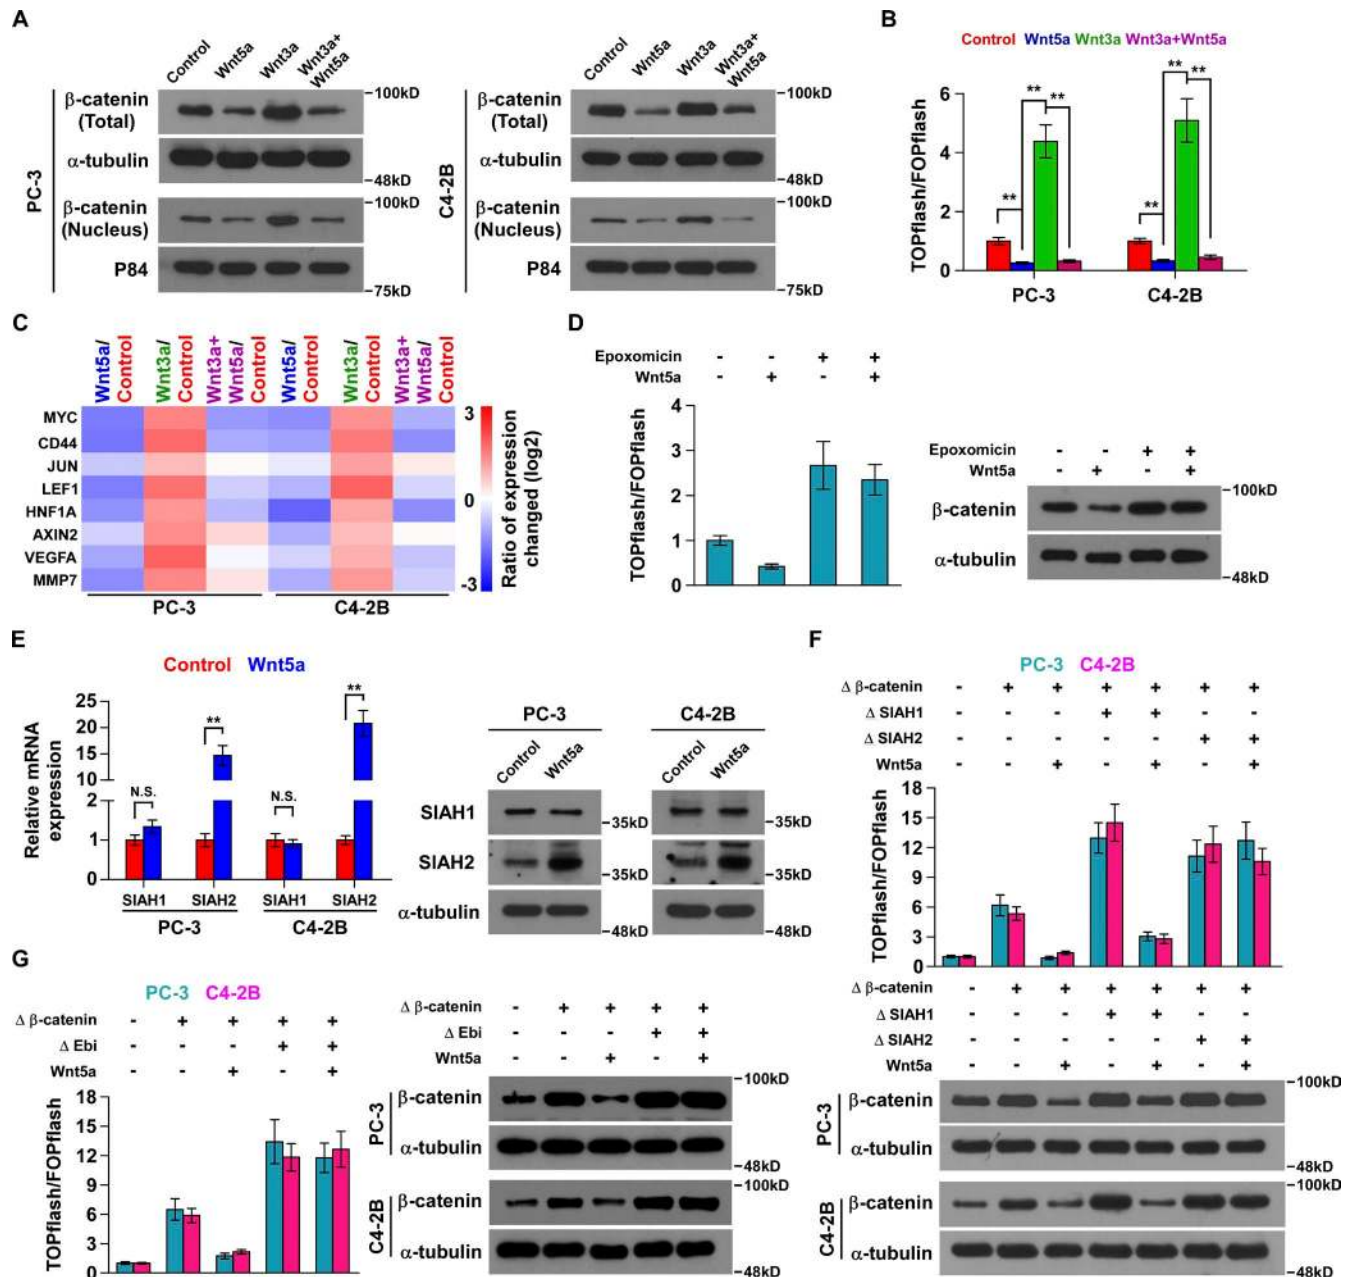 A
Control Wnt5a Wnt3a Wnt3a+ Wnt5a
PC-3
β-catenin (Total)
α-tubulin
β-catenin (Nucleus)
P84
–100kD
–48kD
–100kD
–75kD
Control Wnt5a Wnt3a Wnt3a+ Wnt5a
C4-2B
β-catenin (Total)
α-tubulin
β-catenin (Nucleus)
P84
–100kD
–48kD
–100kD
–75kD
B
Control Wnt5a Wnt3a Wnt3a+Wnt5a
TOPflash/FOPflash
6
4
2
0
** ** **
** ** **
PC-3 C4-2B
C
Wnt5a/ Control
Wnt3a/ Control
Wnt3a+ Wnt5a/ Control
Wnt5a/ Control
Wnt3a/ Control
Wnt3a+ Wnt5a/ Control
MYC
CD44
JUN
LEF1
HNF1A
AXIN2
VEGFA
MMP7
PC-3 C4-2B
3
0
-3
Ratio of expression changed (log2)
D
Epoxomicin - - + +
Wnt5a - + - +
TOPflash/FOPflash
4
3
2
1
0
Epoxomicin - - + +
Wnt5a - + - +
β-catenin
α-tubulin
–100kD
–48kD
E
Control Wnt5a
Relative mRNA expression
25
20
15
10
5
2
1
0
N.S. ** N.S. **
SIAH1 SIAH2 SIAH1 SIAH2
PC-3 C4-2B
PC-3 C4-2B
Control Wnt5a Control Wnt5a
SIAH1 –35kD –35kD
SIAH2 –35kD –35kD
α-tubulin –48kD –48kD
F
PC-3 C4-2B
Δ β-catenin - + + + + + +
Δ SIAH1 - - - + + - -
Δ SIAH2 - - - - - + +
Wnt5a - - + - + - +
TOPflash/FOPflash
18
15
12
9
6
3
0
Δ β-catenin - + + + + + +
Δ SIAH1 - - - + + - -
Δ SIAH2 - - - - - + +
Wnt5a - - + - + - +
PC-3
β-catenin
α-tubulin
C4-2B
β-catenin
α-tubulin
–100kD
–48kD
–100kD
–48kD
G
PC-3 C4-2B
Δ β-catenin - + + + +
Δ Ebi - - - + +
Wnt5a - - + - +
TOPflash/FOPflash
18
15
12
9
6
3
0
Δ β-catenin - + + + +
Δ Ebi - - - + +
Wnt5a - - + - +
PC-3
β-catenin
α-tubulin
C4-2B
β-catenin
α-tubulin
–100kD
–48kD
–100kD
–48kD